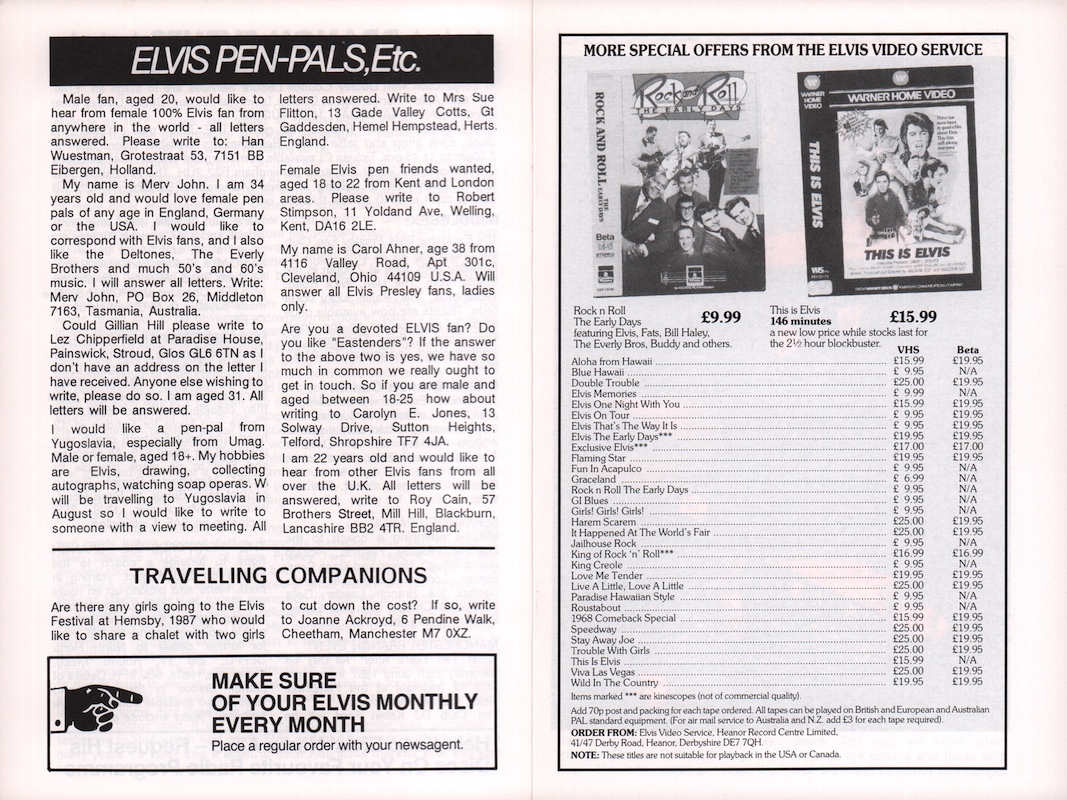 ELVIS PEN-PALS,Etc.
Male fan, aged 20, would like to
hear from female 100% Elvis fan from
anywhere in the world - all letters
answered. Please write to: Han
Wuestman, Grotestraat 53, 7151 BB
Eibergen, Holland.
My name is Merv John. I am 34
years old and would love female pen
pals of any age in England, Germany
or the USA. I would like to
correspond with Elvis fans, and I also
like the Deltones, The Everly
Brothers and much 50's and 60's
music. I will answer all letters. Write:
Merv John, PO Box 26, Middleton
7163, Tasmania, Australia.
Could Gillian Hill please write to
Lez Chipperfield at Paradise House,
Painswick, Stroud, Glos GL6 6TN as I
don't have an address on the letter I
have received. Anyone else wishing to
write, please do so. I am aged 31. All
letters will be answered.
I would like a pen-pal from
Yugoslavia, especially from Umag.
Male or female, aged 18+. My hobbies
are Elvis, drawing, collecting
autographs, watching soap operas. W
will be travelling to Yugoslavia in
August so I would like to write to
someone with a view to meeting. All
letters answered. Write to Mrs Sue
Flitton, 13 Gade Valley Cotts, Gt
Gaddesden, Hemel Hempstead, Herts.
England.
Female Elvis pen friends wanted,
aged 18 to 22 from Kent and London
areas. Please write to Robert
Stimpson, 11 Yoldand Ave, Welling,
Kent, DA16 2LE.
My name is Carol Ahner, age 38 from
4116 Valley Road, Apt 301c,
Cleveland, Ohio 44109 U.S.A. Will
answer all Elvis Presley fans, ladies
only.
Are you a devoted ELVIS fan? Do
you like "Eastenders"? If the answer
to the above two is yes, we have so
much in common we really ought to
get in touch. So if you are male and
aged between 18-25 how about
writing to Carolyn E. Jones, 13
Solway Drive, Sutton Heights,
Telford, Shropshire TF7 4JA.
I am 22 years old and would like to
hear from other Elvis fans from all
over the U.K. All letters will be
answered, write to Roy Cain, 57
Brothers Street, Mill Hill, Blackburn,
Lancashire BB2 4TR. England.
TRAVELLING COMPANIONS
Are there any girls going to the Elvis
Festival at Hemsby, 1987 who would
like to share a chalet with two girls
to cut down the cost? If so, write
to Joanne Ackroyd, 6 Pendine Walk,
Cheetham, Manchester M7 0XZ.
MAKE SURE
OF YOUR ELVIS MONTHLY
EVERY MONTH
Place a regular order with your newsagent.
MORE SPECIAL OFFERS FROM THE ELVIS VIDEO SERVICE
Rock and Roll
THE EARLY DAYS
ROCK AND ROLL THE EARLY DAYS
Beta
WARNER HOME VIDEO
WARNER HOME VIDEO
THIS IS ELVIS
VHS
THIS IS ELVIS
Rock n Roll
The Early Days £9.99
featuring Elvis, Fats, Bill Haley,
The Everly Bros, Buddy and others.
This is Elvis
146 minutes £15.99
a new low price while stocks last for
the 2½ hour blockbuster.
VHS Beta
Aloha from Hawaii £15.99 £19.95
Blue Hawaii £ 9.95 N/A
Double Trouble £25.00 £19.95
Elvis Memories £ 9.99 N/A
Elvis One Night With You £15.99 £19.95
Elvis On Tour £ 9.95 £19.95
Elvis That's The Way It Is £ 9.95 £19.95
Elvis The Early Days*** £19.95 £19.95
Exclusive Elvis*** £17.00 £17.00
Flaming Star £19.95 £19.95
Fun In Acapulco £ 9.95 N/A
Graceland £ 6.99 N/A
Rock n Roll The Early Days £ 9.95 N/A
GI Blues £ 9.95 N/A
Girls! Girls! Girls! £ 9.95 N/A
Harem Scarem £25.00 £19.95
It Happened At The World's Fair £25.00 £19.95
Jailhouse Rock £ 9.95 N/A
King of Rock 'n' Roll*** £16.99 £16.99
King Creole £ 9.95 N/A
Love Me Tender £19.95 £19.95
Live A Little, Love A Little £25.00 £19.95
Paradise Hawaiian Style £ 9.95 N/A
Roustabout £ 9.95 N/A
1968 Comeback Special £15.99 £19.95
Speedway £25.00 £19.95
Stay Away Joe £25.00 £19.95
Trouble With Girls £25.00 £19.95
This Is Elvis £15.99 N/A
Viva Las Vegas £25.00 £19.95
Wild In The Country £19.95 £19.95
Items marked *** are kinescopes (not of commercial quality).
Add 70p post and packing for each tape ordered. All tapes can be played on British and European and Australian
PAL standard equipment. (For air mail service to Australia and N.Z. add £3 for each tape required).
ORDER FROM: Elvis Video Service, Heanor Record Centre Limited,
41/47 Derby Road, Heanor, Derbyshire DE7 7QH.
NOTE: These titles are not suitable for playback in the USA or Canada.